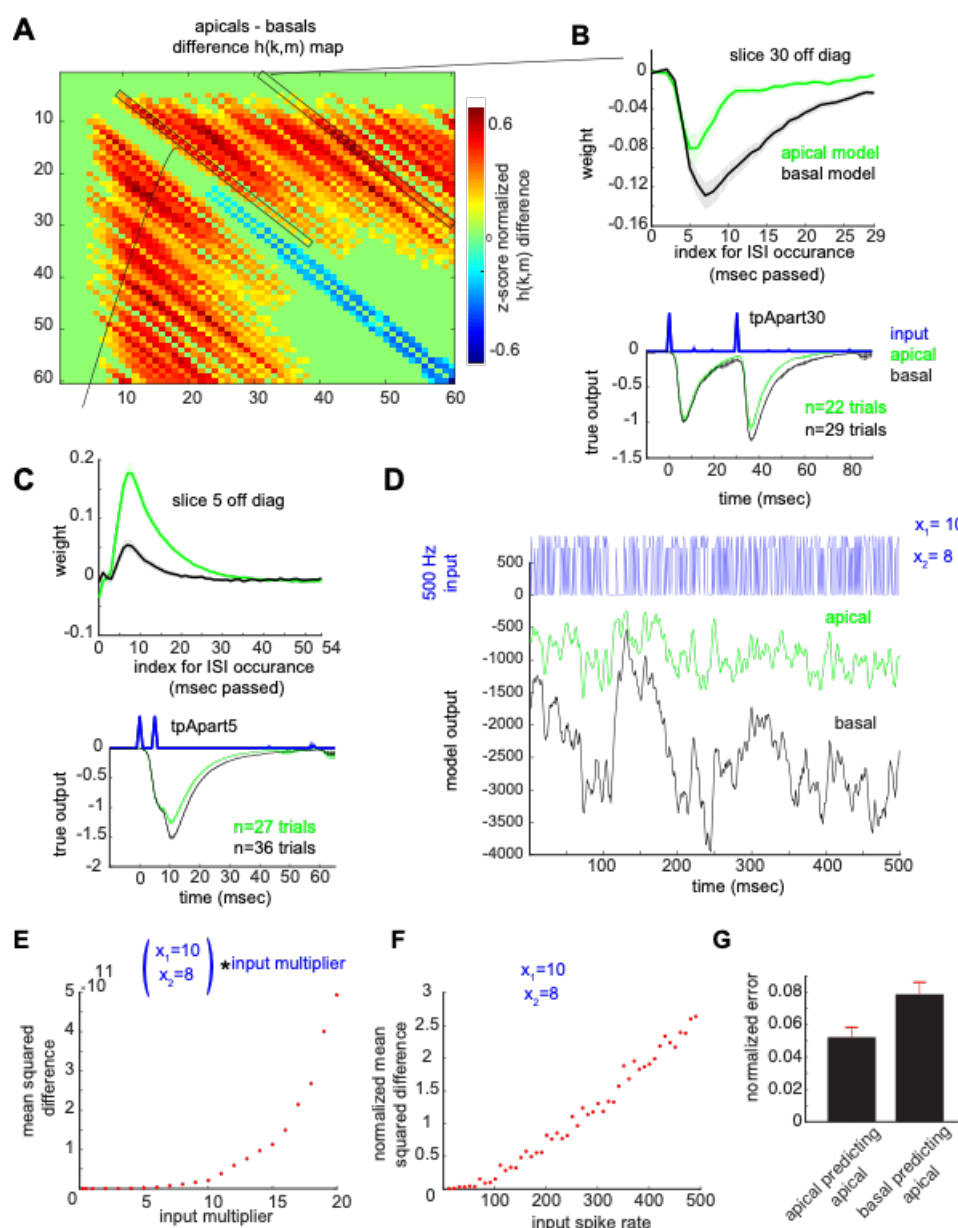 A
apicals - basals
difference h(k,m) map
10
20
30
40
50
60
10 20 30 40 50 60
0.6
0
-0.6
z-score normalized
h(k,m) difference
B
slice 30 off diag
0
-0.04
-0.08
-0.12
-0.16
weight
apical model
basal model
0 5 10 15 20 25 29
index for ISI occurance
(msec passed)
tpApart30
input
apical
basal
0
-0.5
-1
-1.5
true output
n=22 trials
n=29 trials
0 20 40 60 80
time (msec)
C
0.2
0.1
0
-0.1
weight
slice 5 off diag
0 10 20 30 40 54
index for ISI occurance
(msec passed)
tpApart5
0
-0.5
-1
-1.5
-2
true output
n=27 trials
n=36 trials
0 10 20 30 40 50 60
time (msec)
D
x1= 10
x2= 8
500 Hz
input
500
0
-500
-1000
-1500
-2000
-2500
-3000
-3500
-4000
model output
apical
basal
100 200 300 400 500
time (msec)
E
x1=10
x2=8
*input multiplier
5 e11
4
3
2
1
0
mean squared
difference
0 5 10 15 20
input multiplier
F
x1=10
x2=8
3
2.5
2
1.5
1
0.5
0
normalized mean
squared difference
0 100 200 300 400 500
input spike rate
G
0.08
0.06
0.04
0.02
0
normalized error
apical predicting
apical
basal predicting
apical